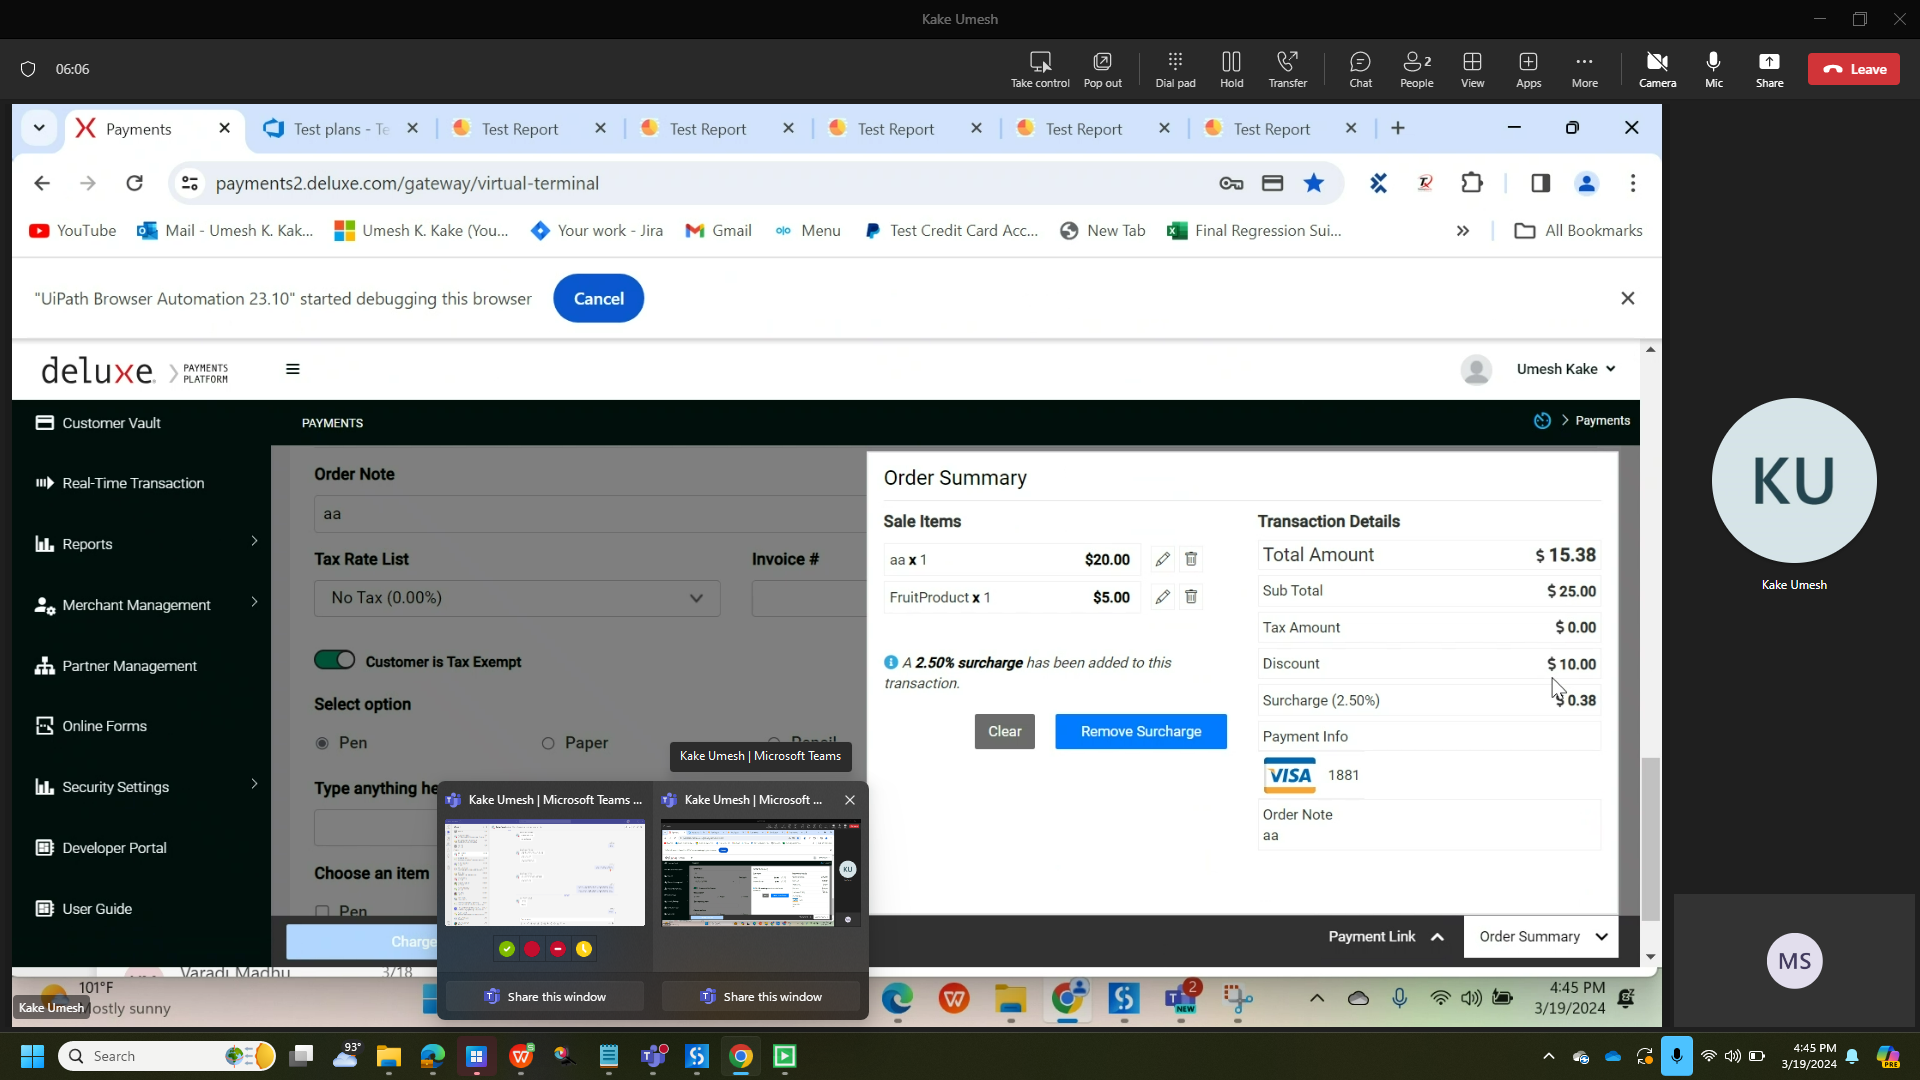 Kake Umesh
06:06
Take control
Pop out
Dial pad
Hold
Transfer
Chat
2
People
View
Apps
More
Camera
Mic
Share
Leave
Payments
Test plans - Te
Test Report
Test Report
Test Report
Test Report
Test Report
payments2.deluxe.com/gateway/virtual-terminal
YouTube
Mail - Umesh K. Kak...
Umesh K. Kake (You...
Your work - Jira
Gmail
olo Menu
Test Credit Card Acc...
New Tab
Final Regression Sui...
All Bookmarks
"UiPath Browser Automation 23.10" started debugging this browser
Cancel
deluxe. PAYMENTS
PLATFORM
Umesh Kake
Customer Vault
PAYMENTS
Payments
Real-Time Transaction
Reports
Merchant Management
Partner Management
Online Forms
Security Settings
Developer Portal
User Guide
Order Note
aa
Tax Rate List
Invoice #
No Tax (0.00%)
Customer is Tax Exempt
Select option
Pen
Paper
Type anything he
Choose an item
Pen
Charge
Order Summary
Sale Items
aa x 1 $20.00
FruitProduct x 1 $5.00
A 2.50% surcharge has been added to this
transaction.
Clear
Remove Surcharge
Transaction Details
Total Amount $ 15.38
Sub Total $ 25.00
Tax Amount $ 0.00
Discount $ 10.00
Surcharge (2.50%) $ 0.38
Payment Info
VISA 1881
Order Note
aa
Payment Link
Order Summary
Kake Umesh | Microsoft Teams
Kake Umesh | Microsoft Teams ...
Kake Umesh | Microsoft ...
KU
Share this window
Share this window
Varadi Madhu 3/18
101°F
Mostly sunny
Kake Umesh
2
NEW
4:45 PM
3/19/2024
KU
Kake Umesh
MS
Search
93°
4:45 PM
3/19/2024
PRE